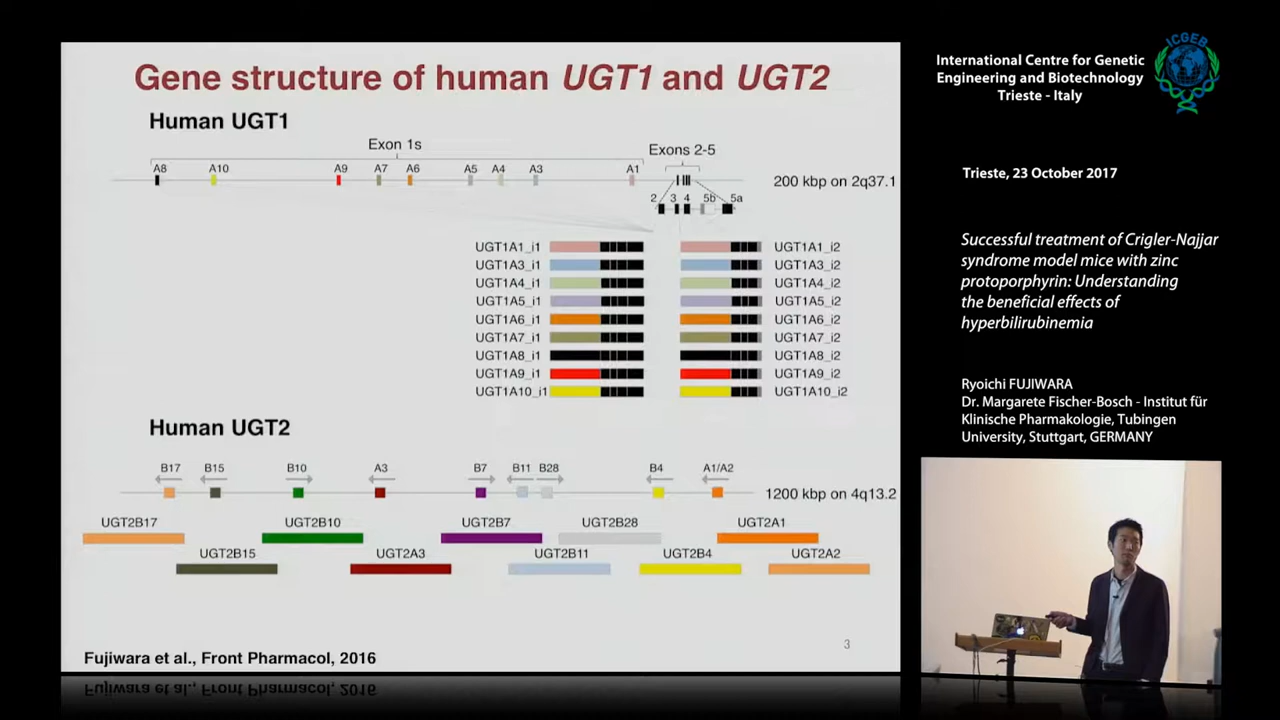 Gene structure of human UGT1 and UGT2
Human UGT1
Exon 1s
Exons 2-5
A8 A10 A9 A7 A6 A5 A4 A3 A1
200 kbp on 2q37.1
2 3 4 5b 5a
UGT1A1_i1 UGT1A1_i2
UGT1A3_i1 UGT1A3_i2
UGT1A4_i1 UGT1A4_i2
UGT1A5_i1 UGT1A5_i2
UGT1A6_i1 UGT1A6_i2
UGT1A7_i1 UGT1A7_i2
UGT1A8_i1 UGT1A8_i2
UGT1A9_i1 UGT1A9_i2
UGT1A10_i1 UGT1A10_i2
Human UGT2
B17 B15 B10 A3 B7 B11 B28 B4 A1/A2
1200 kbp on 4q13.2
UGT2B17 UGT2B10 UGT2B7 UGT2B28 UGT2A1
UGT2B15 UGT2A3 UGT2B11 UGT2B4 UGT2A2
3
Fujiwara et al., Front Pharmacol, 2016
International Centre for Genetic
Engineering and Biotechnology
Trieste - Italy
ICGEB
Trieste, 23 October 2017
Successful treatment of Crigler-Najjar
syndrome model mice with zinc
protoporphyrin: Understanding
the beneficial effects of
hyperbilirubinemia
Ryoichi FUJIWARA
Dr. Margarete Fischer-Bosch - Institut für
Klinische Pharmakologie, Tubingen
University, Stuttgart, GERMANY